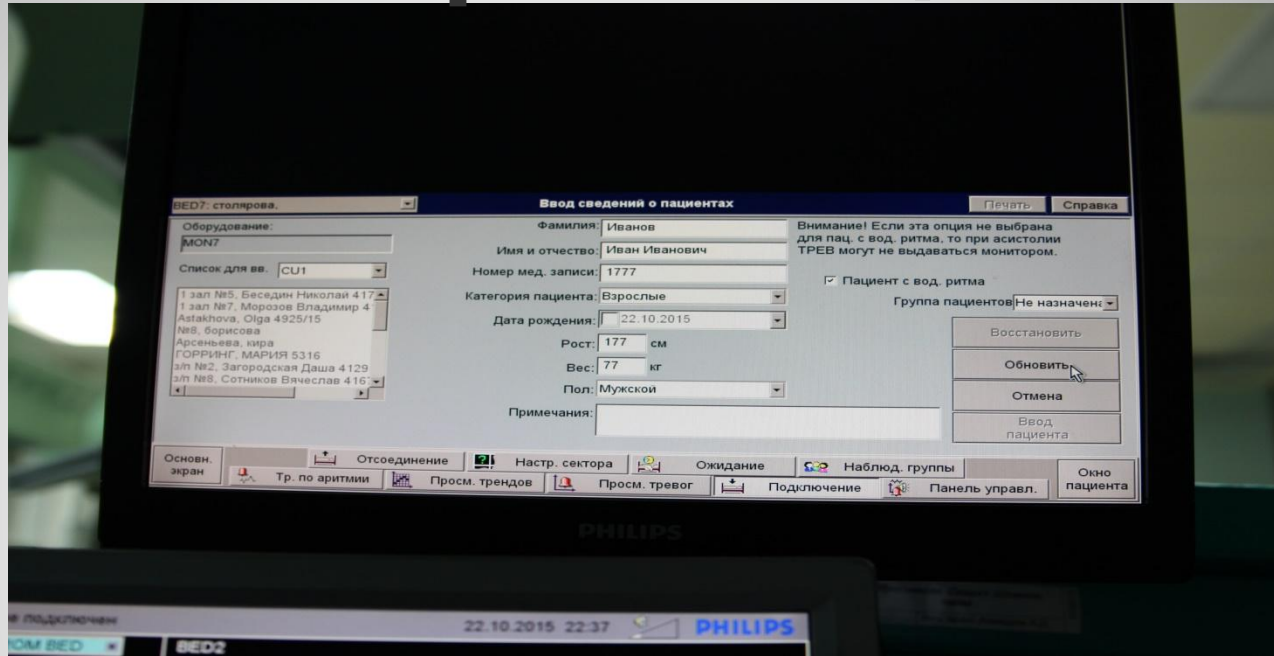 BED7: столярова,
Ввод сведений о пациентах
Печать
Справка
Оборудование:
MON7
Список для вв.
CU1
1 зал №5, Беседин Николай 417
1 зал №7, Морозов Владимир 4
Astakhova, Olga 4925/15
№8, борисова
Арсеньева, кира
ГОРРИНГ, МАРИЯ 5316
з/п №2, Загородская Даша 4129
з/п №8, Сотников Вячеслав 416
Фамилия: Иванов
Имя и отчество: Иван Иванович
Номер мед. записи: 1777
Категория пациента: Взрослые
Дата рождения: 22.10.2015
Рост: 177 см
Вес: 77 кг
Пол: Мужской
Примечания:
Внимание! Если эта опция не выбрана
для пац. с вод. ритма, то при асистолии
ТРЕВ могут не выдаваться монитором.
Пациент с вод. ритма
Группа пациентов Не назначена
Восстановить
Обновить
Отмена
Ввод
пациента
Основн.
экран
Отсоединение
Настр. сектора
Ожидание
Наблюд. группы
Тр. по аритмии
Просм. трендов
Просм. тревог
Подключение
Панель управл.
Окно
пациента
PHILIPS
подключен
22.10.2015 22:37
PHILIPS
OM BED
BED2